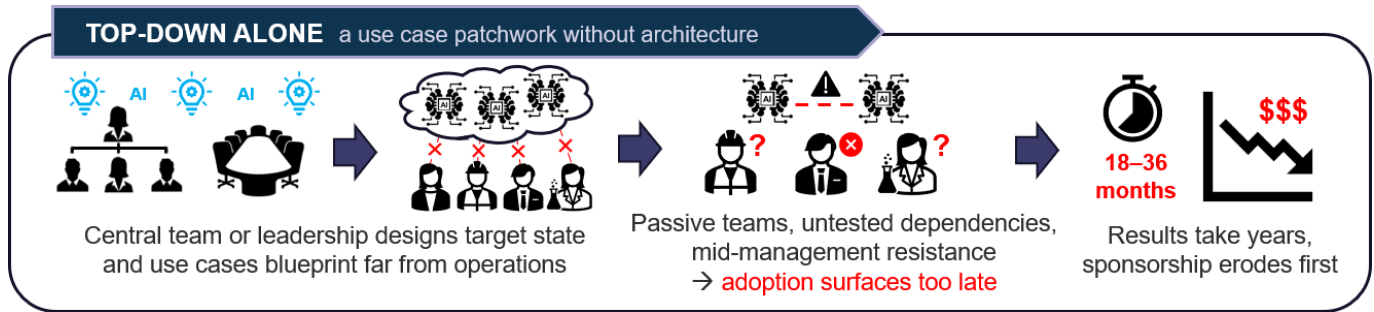 TOP-DOWN ALONE a use case patchwork without architecture
AI AI
AI AI AI
AI AI
? ?
$$$
18–36
months
Central team or leadership designs target state
and use cases blueprint far from operations
Passive teams, untested dependencies,
mid-management resistance
→ adoption surfaces too late
Results take years,
sponsorship erodes first